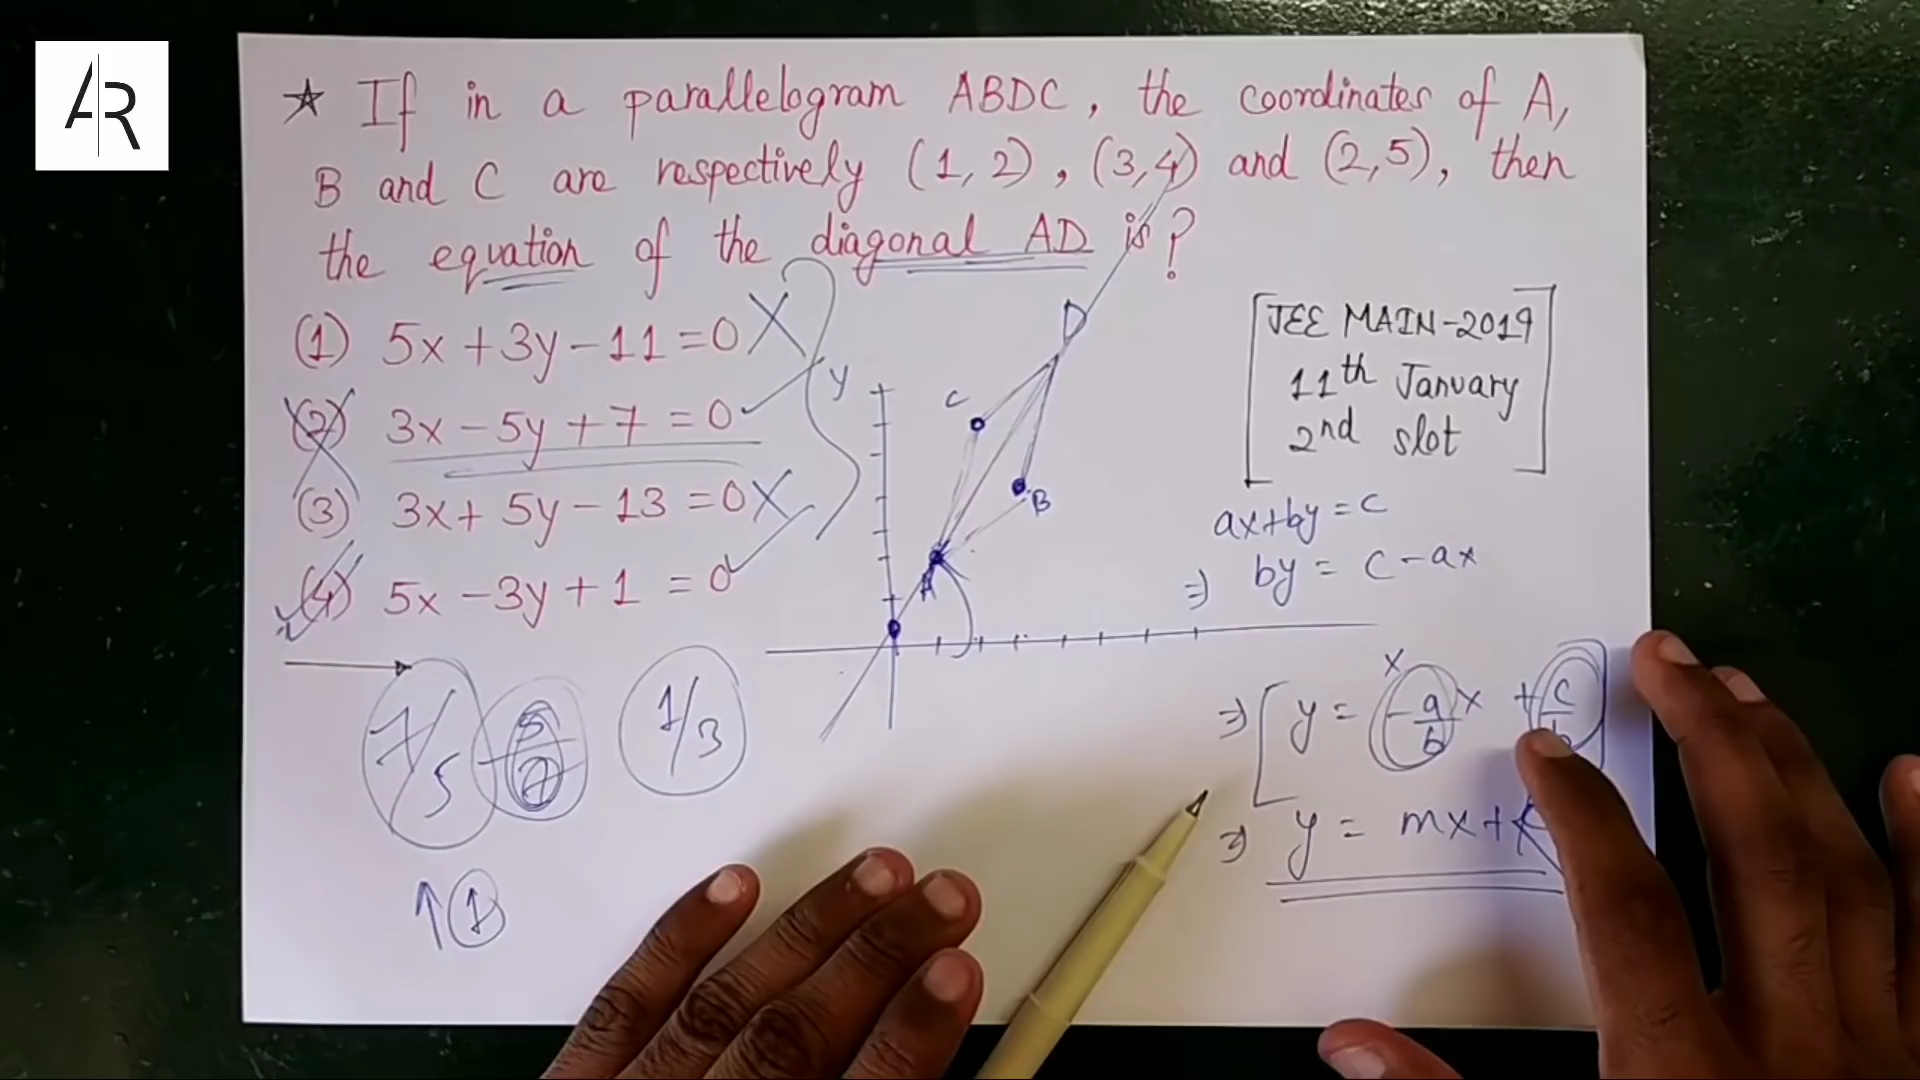 AR
☆ If in a parallelogram ABDC, the coordinates of A,
B and C are respectively (1, 2), (3,4) and (2,5), then
the equation of the diagonal AD is?
(1) 5x + 3y - 11 = 0 X
(2) 3x - 5y + 7 = 0
(3) 3x + 5y - 13 = 0 X
(4) 5x - 3y + 1 = 0
JEE MAIN-2019
11th January
2nd slot
y
D
C
B
A
ax+by = c
⇒ by = c - ax
⇒ y = -a/b x + c/b
⇒ y = mx +
7/5
1/3
↑ 1